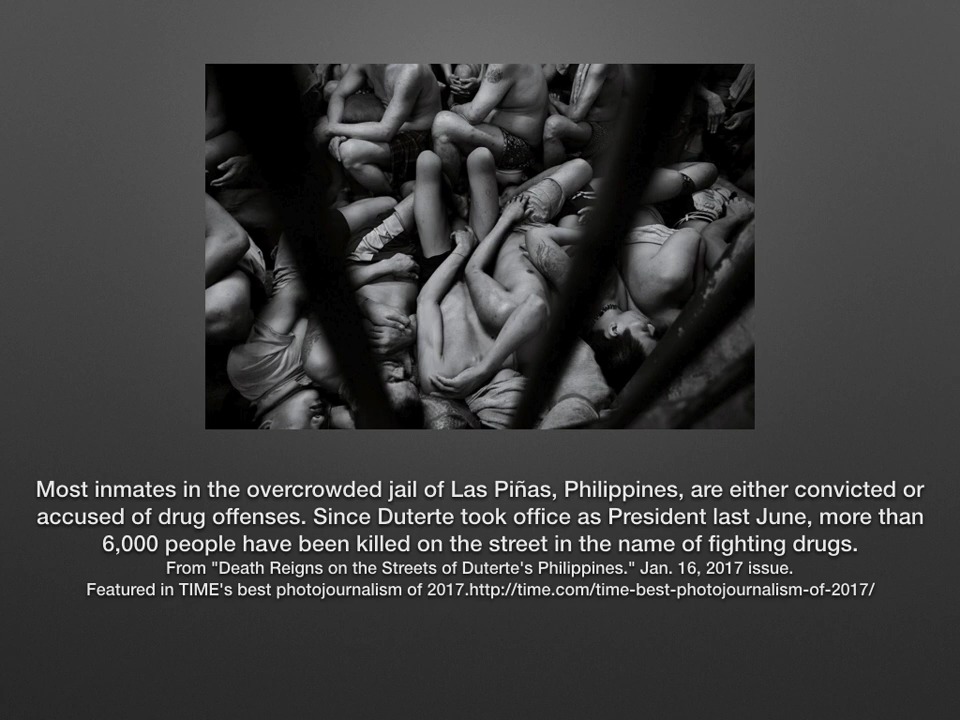 Most inmates in the overcrowded jail of Las Piñas, Philippines, are either convicted or
accused of drug offenses. Since Duterte took office as President last June, more than
6,000 people have been killed on the street in the name of fighting drugs.
From "Death Reigns on the Streets of Duterte's Philippines." Jan. 16, 2017 issue.
Featured in TIME's best photojournalism of 2017.http://time.com/time-best-photojournalism-of-2017/